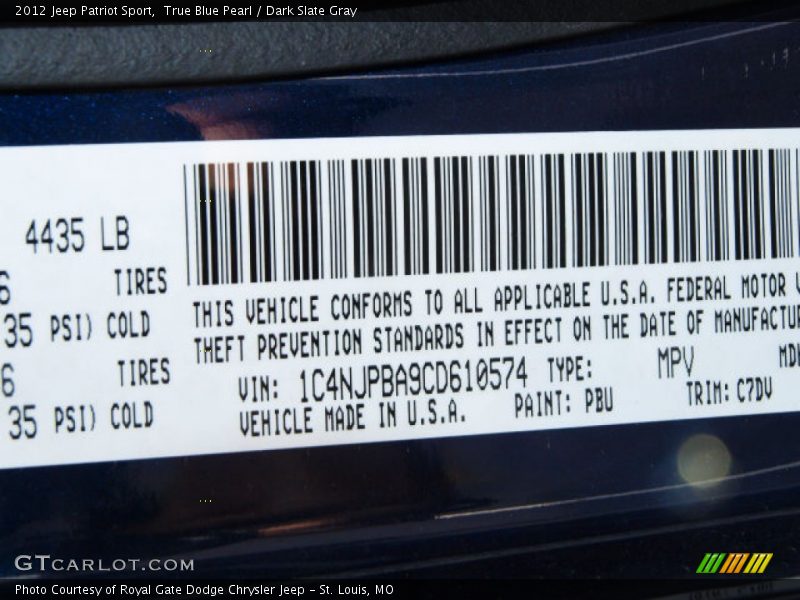 2012 Jeep Patriot Sport,  True Blue Pearl / Dark Slate Gray
4435 LB
6 TIRES
35 PSI) COLD
6 TIRES
35 PSI) COLD
THIS VEHICLE CONFORMS TO ALL APPLICABLE U.S.A. FEDERAL MOTOR
THEFT PREVENTION STANDARDS IN EFFECT ON THE DATE OF MANUFACTU
VIN: 1C4NJPBA9CD610574 TYPE: MPV
VEHICLE MADE IN U.S.A. PAINT: PBU TRIM: C7DV
GTCARLOT.COM
Photo Courtesy of Royal Gate Dodge Chrysler Jeep - St. Louis, MO